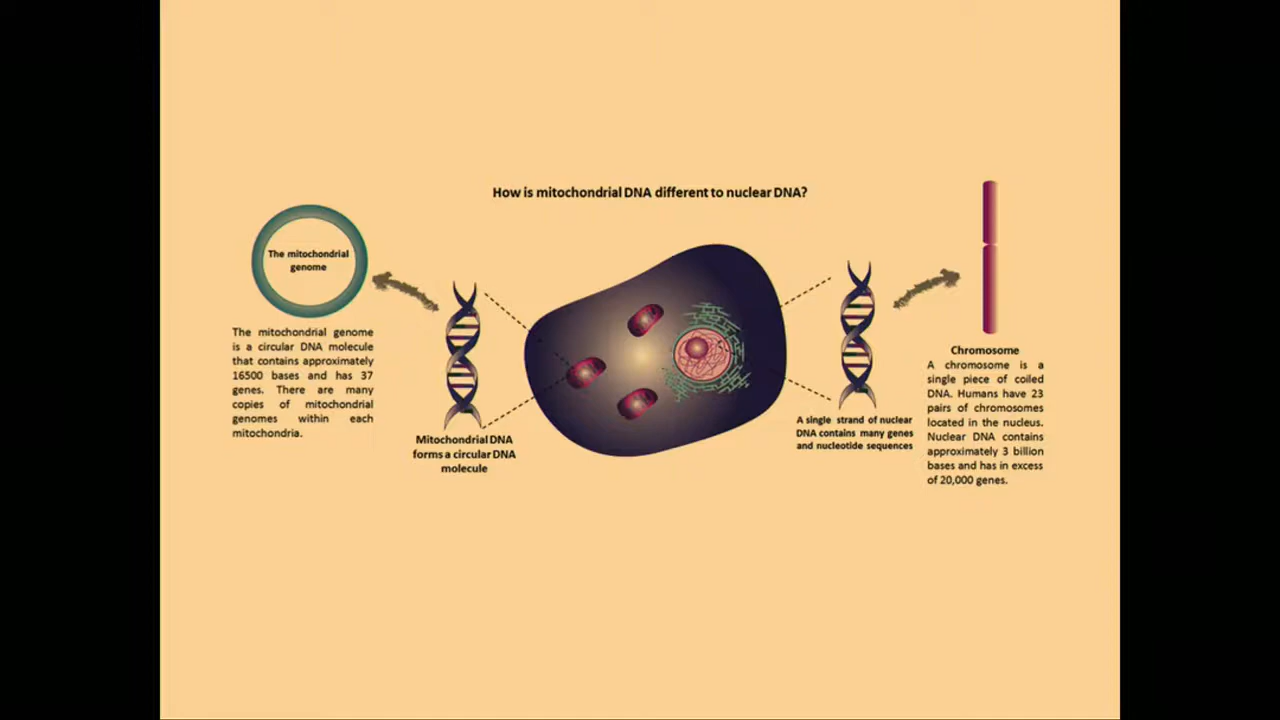 How is mitochondrial DNA different to nuclear DNA?
The mitochondrial
genome
The mitochondrial genome
is a circular DNA molecule
that contains approximately
16500 bases and has 37
genes. There are many
copies of mitochondrial
genomes within each
mitochondria.
Mitochondrial DNA
forms a circular DNA
molecule
A single strand of nuclear
DNA contains many genes
and nucleotide sequences
Chromosome
A chromosome is a
single piece of coiled
DNA. Humans have 23
pairs of chromosomes
located in the nucleus.
Nuclear DNA contains
approximately 3 billion
bases and has in excess
of 20,000 genes.